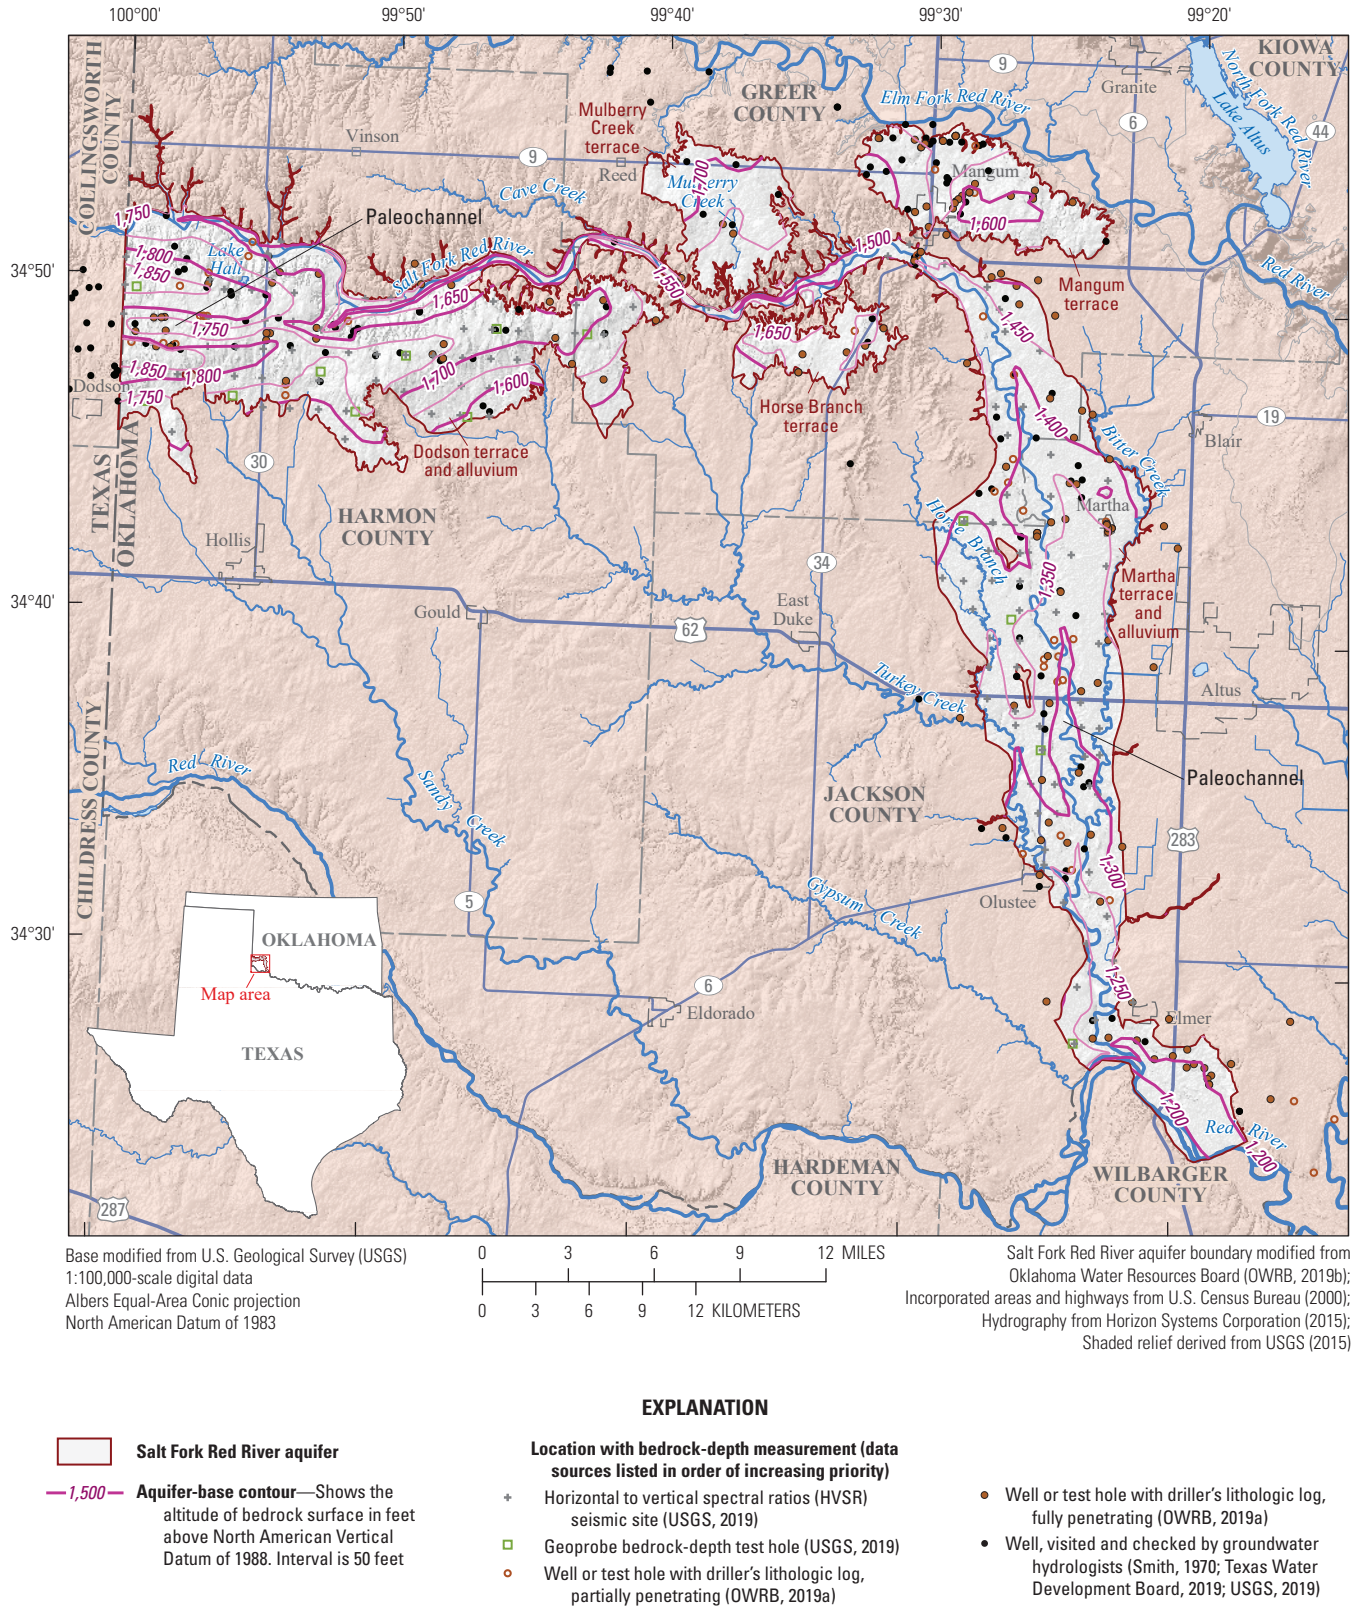 100°00'
99°50'
99°40'
99°30'
99°20'
COLLINGSWORTH
COUNTY
KIOWA
COUNTY
GREER
COUNTY
Elm Fork Red River
North Fork Red River
Lake Altus
Granite
9
6
44
Vinson
9
Mulberry
Creek
terrace
Reed
1,700
Mulberry
Creek
Mangum
1,600
Cave Creek
Paleochannel
1,750
1,800
1,850
Lake
Hall
Salt Fork Red River
1,500
34°50'
1,550
1,650
Mangum
terrace
Red River
1,750
1,650
1,450
1,850
1,800
1,700
1,600
Dodson
1,750
Horse Branch
terrace
1,400
19
Blair
Bitter Creek
Dodson terrace
and alluvium
30
TEXAS
OKLAHOMA
HARMON
COUNTY
Martha
Horse Branch
Hollis
34
1,350
Martha
terrace
and
alluvium
34°40'
Gould
62
East
Duke
Turkey Creek
Altus
CHILDRESS COUNTY
Red River
Sandy Creek
Paleochannel
JACKSON
COUNTY
283
1,300
Gypsum Creek
Olustee
5
34°30'
OKLAHOMA
Map area
TEXAS
6
Eldorado
1,250
Elmer
1,200
Red River
1,200
HARDEMAN
COUNTY
WILBARGER
COUNTY
287
Base modified from U.S. Geological Survey (USGS)
1:100,000-scale digital data
Albers Equal-Area Conic projection
North American Datum of 1983
0 3 6 9 12 MILES
0 3 6 9 12 KILOMETERS
Salt Fork Red River aquifer boundary modified from
Oklahoma Water Resources Board (OWRB, 2019b);
Incorporated areas and highways from U.S. Census Bureau (2000);
Hydrography from Horizon Systems Corporation (2015);
Shaded relief derived from USGS (2015)
EXPLANATION
Salt Fork Red River aquifer
1,500
Aquifer-base contour—Shows the
altitude of bedrock surface in feet
above North American Vertical
Datum of 1988. Interval is 50 feet
Location with bedrock-depth measurement (data
sources listed in order of increasing priority)
Horizontal to vertical spectral ratios (HVSR)
seismic site (USGS, 2019)
Geoprobe bedrock-depth test hole (USGS, 2019)
Well or test hole with driller's lithologic log,
partially penetrating (OWRB, 2019a)
Well or test hole with driller's lithologic log,
fully penetrating (OWRB, 2019a)
Well, visited and checked by groundwater
hydrologists (Smith, 1970; Texas Water
Development Board, 2019; USGS, 2019)